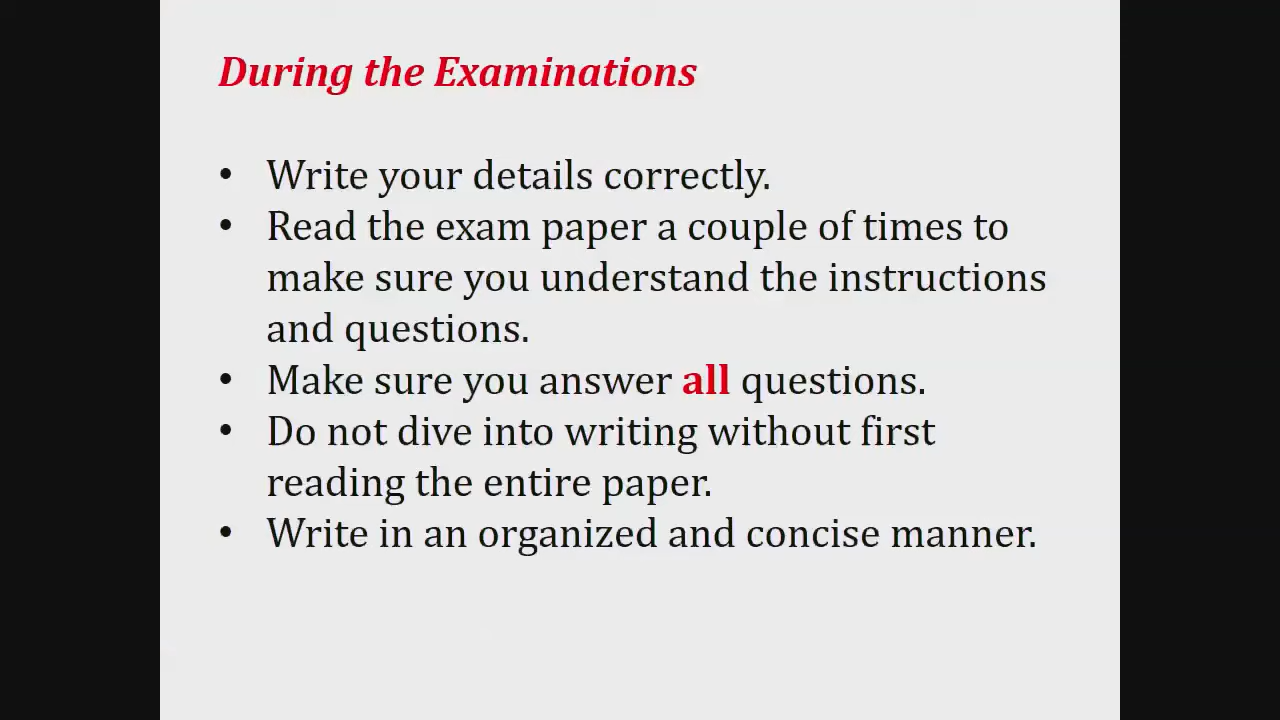 During the Examinations
• Write your details correctly.
• Read the exam paper a couple of times to
make sure you understand the instructions
and questions.
• Make sure you answer all questions.
• Do not dive into writing without first
reading the entire paper.
• Write in an organized and concise manner.